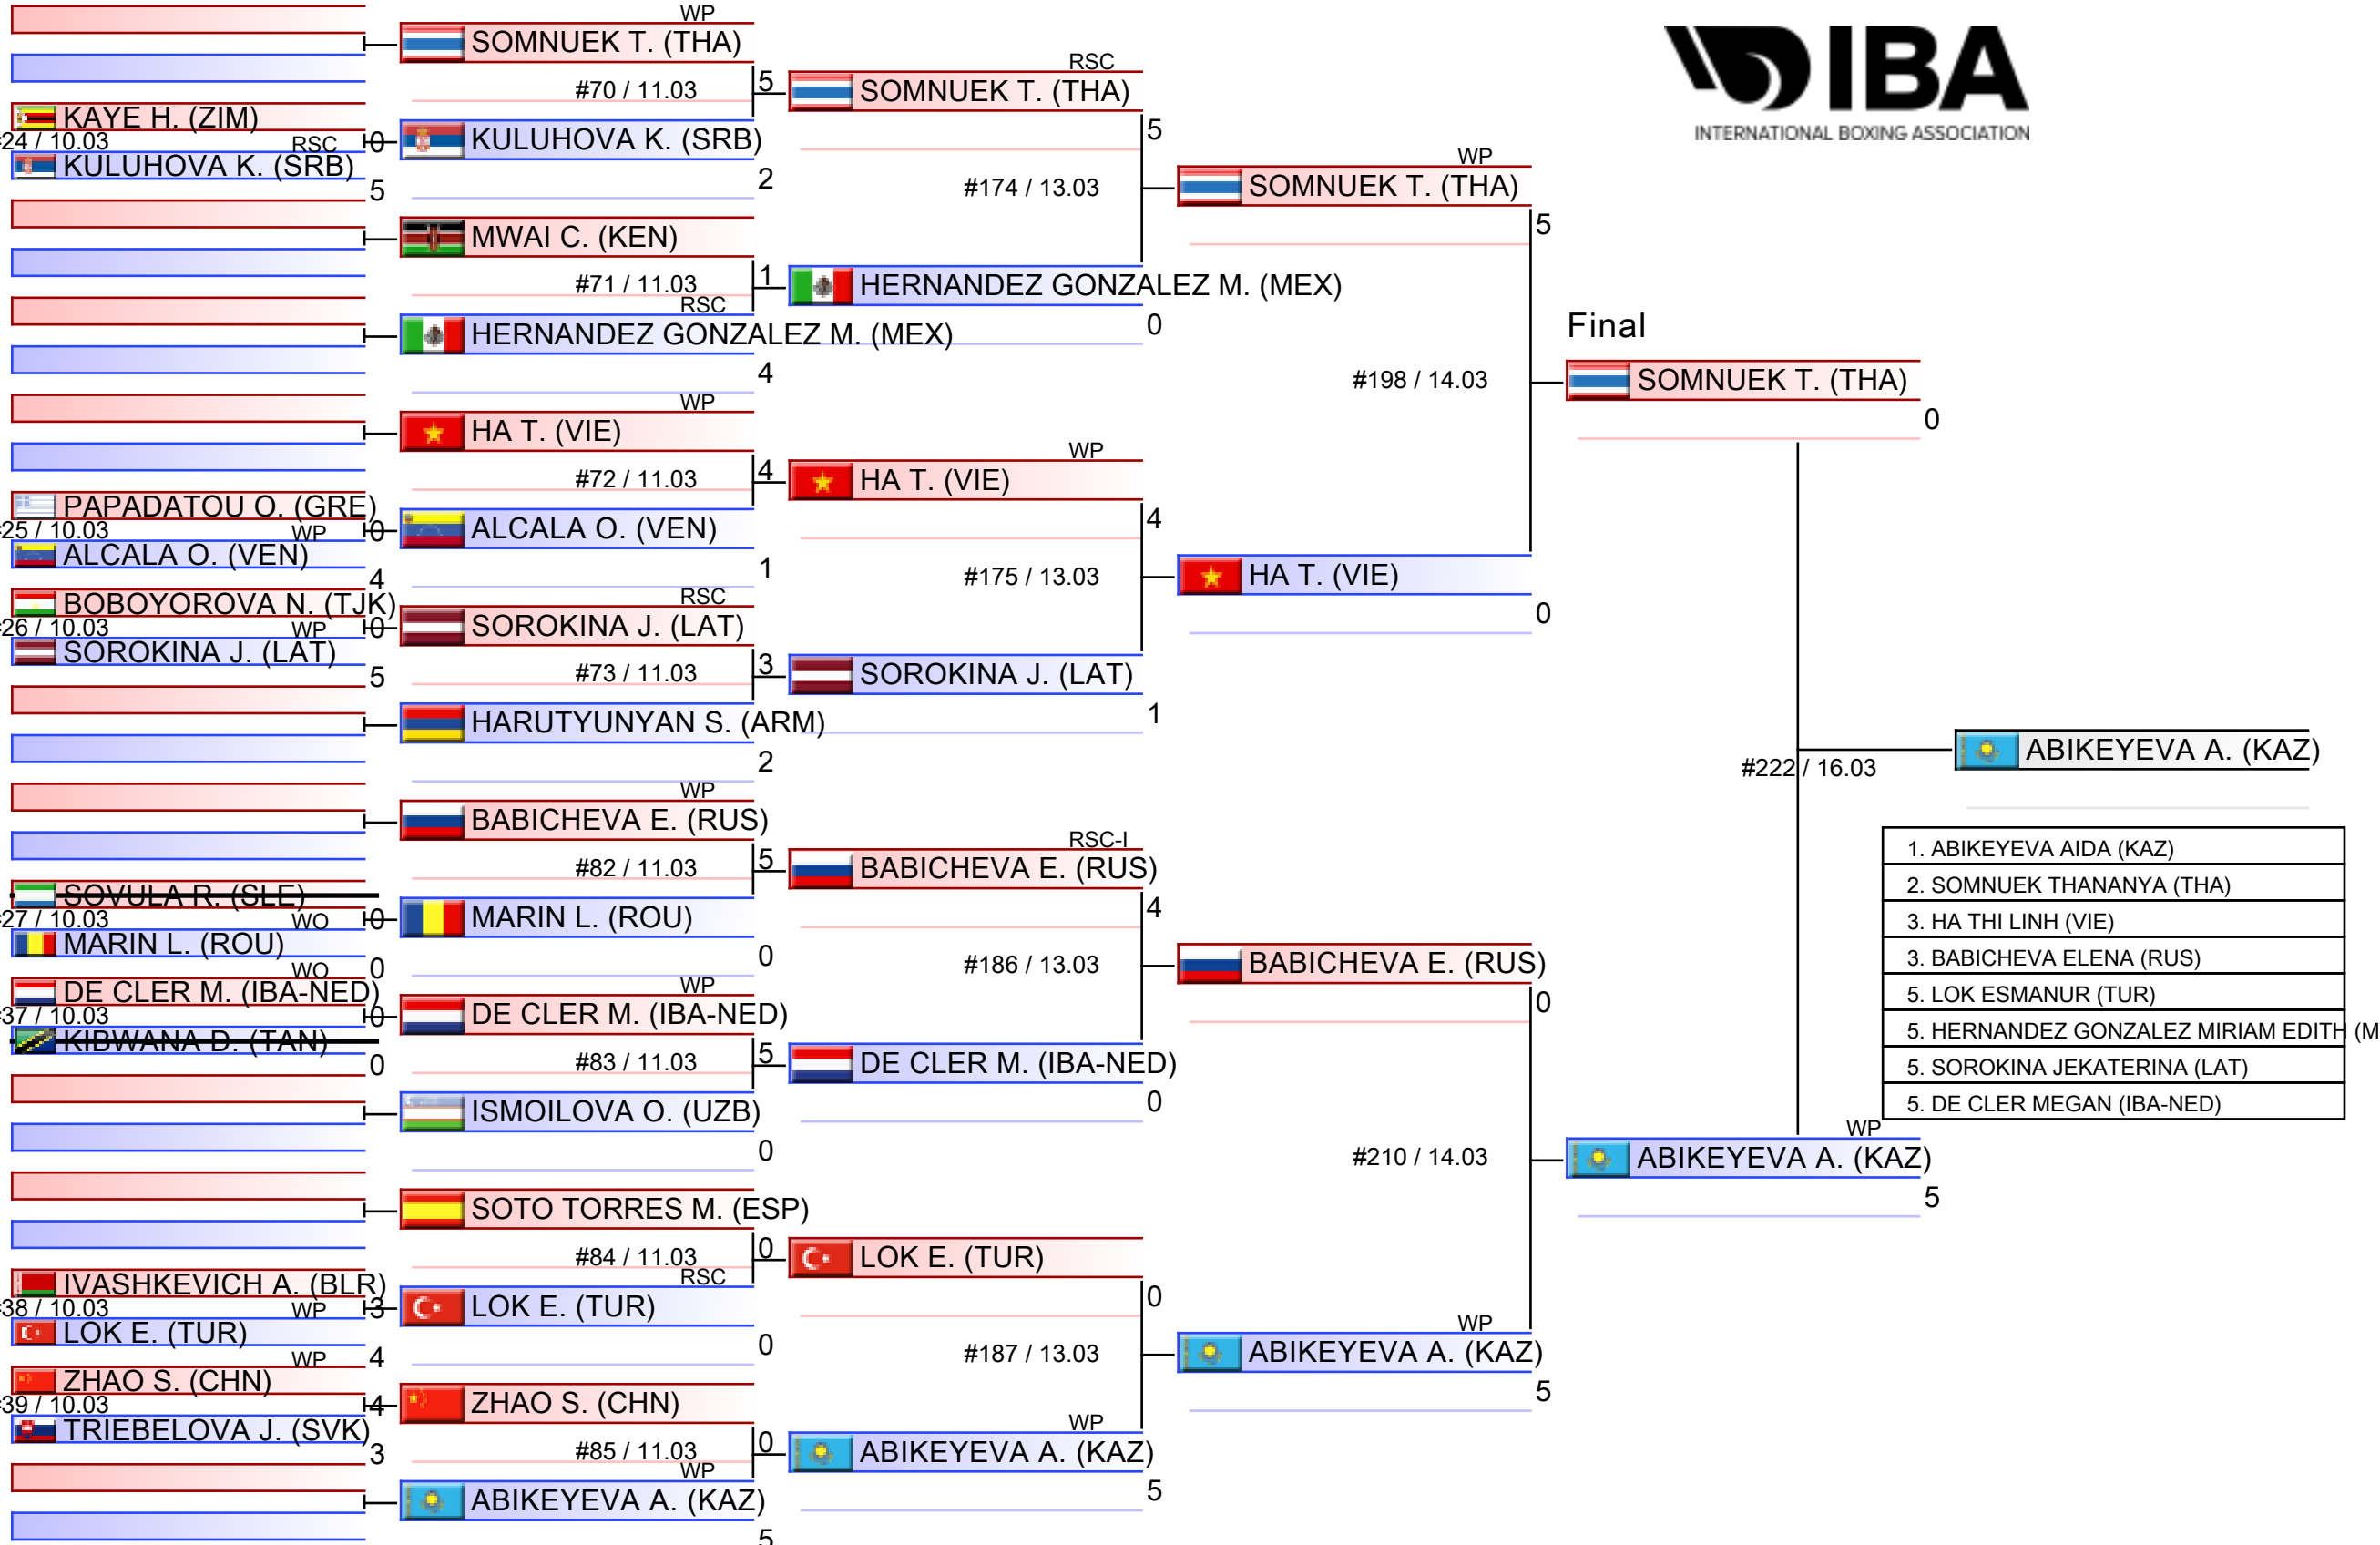 IBA
INTERNATIONAL BOXING ASSOCIATION
KAYE H. (ZIM)
24 / 10.03
RSC
0
KULUHOVA K. (SRB)
5
PAPADATOU O. (GRE)
25 / 10.03
WP
0
ALCALA O. (VEN)
4
BOBOYOROVA N. (TJK)
26 / 10.03
WP
0
SOROKINA J. (LAT)
5
SOVULA R. (SLE)
27 / 10.03
WO
0
MARIN L. (ROU)
0
WO
DE CLER M. (IBA-NED)
37 / 10.03
0
KIBWANA D. (TAN)
0
IVASHKEVICH A. (BLR)
38 / 10.03
WP
3
LOK E. (TUR)
4
WP
ZHAO S. (CHN)
39 / 10.03
4
TRIEBELOVA J. (SVK)
3
WP
SOMNUEK T. (THA)
#70 / 11.03
5
KULUHOVA K. (SRB)
2
MWAI C. (KEN)
#71 / 11.03
1
RSC
HERNANDEZ GONZALEZ M. (MEX)
4
WP
HA T. (VIE)
#72 / 11.03
4
ALCALA O. (VEN)
1
RSC
SOROKINA J. (LAT)
#73 / 11.03
3
HARUTYUNYAN S. (ARM)
2
WP
BABICHEVA E. (RUS)
#82 / 11.03
5
MARIN L. (ROU)
0
WP
DE CLER M. (IBA-NED)
#83 / 11.03
5
ISMOILOVA O. (UZB)
0
SOTO TORRES M. (ESP)
#84 / 11.03
0
RSC
LOK E. (TUR)
0
ZHAO S. (CHN)
#85 / 11.03
0
WP
ABIKEYEVA A. (KAZ)
5
RSC
SOMNUEK T. (THA)
5
#174 / 13.03
HERNANDEZ GONZALEZ M. (MEX)
0
WP
HA T. (VIE)
4
#175 / 13.03
SOROKINA J. (LAT)
1
RSC-I
BABICHEVA E. (RUS)
4
#186 / 13.03
DE CLER M. (IBA-NED)
0
LOK E. (TUR)
0
#187 / 13.03
WP
ABIKEYEVA A. (KAZ)
5
WP
SOMNUEK T. (THA)
5
#198 / 14.03
HA T. (VIE)
0
BABICHEVA E. (RUS)
0
#210 / 14.03
WP
ABIKEYEVA A. (KAZ)
5
Final
SOMNUEK T. (THA)
0
#222 / 16.03
WP
ABIKEYEVA A. (KAZ)
5
ABIKEYEVA A. (KAZ)
1. ABIKEYEVA AIDA (KAZ)
2. SOMNUEK THANANYA (THA)
3. HA THI LINH (VIE)
3. BABICHEVA ELENA (RUS)
5. LOK ESMANUR (TUR)
5. HERNANDEZ GONZALEZ MIRIAM EDITH (M
5. SOROKINA JEKATERINA (LAT)
5. DE CLER MEGAN (IBA-NED)